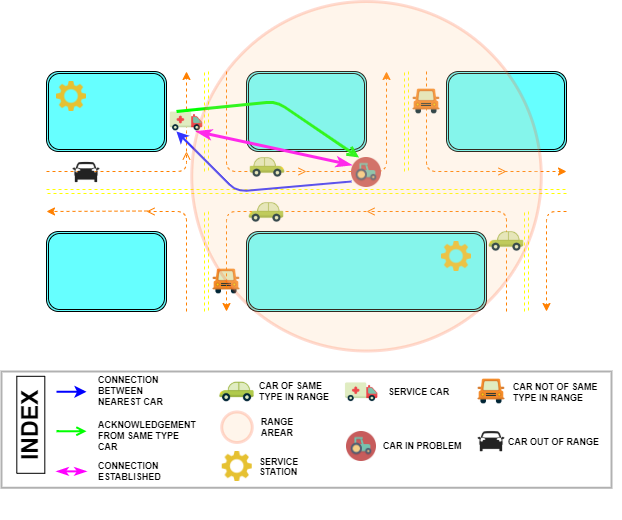 INDEX
CONNECTION
BETWEEN
NEAREST CAR
ACKNOWLEDGEMENT
FROM SAME TYPE
CAR
CONNECTION
ESTABLISHED
CAR OF SAME
TYPE IN RANGE
RANGE
AREAR
SERVICE
STATION
SERVICE CAR
CAR IN PROBLEM
CAR NOT OF SAME
TYPE IN RANGE
CAR OUT OF RANGE